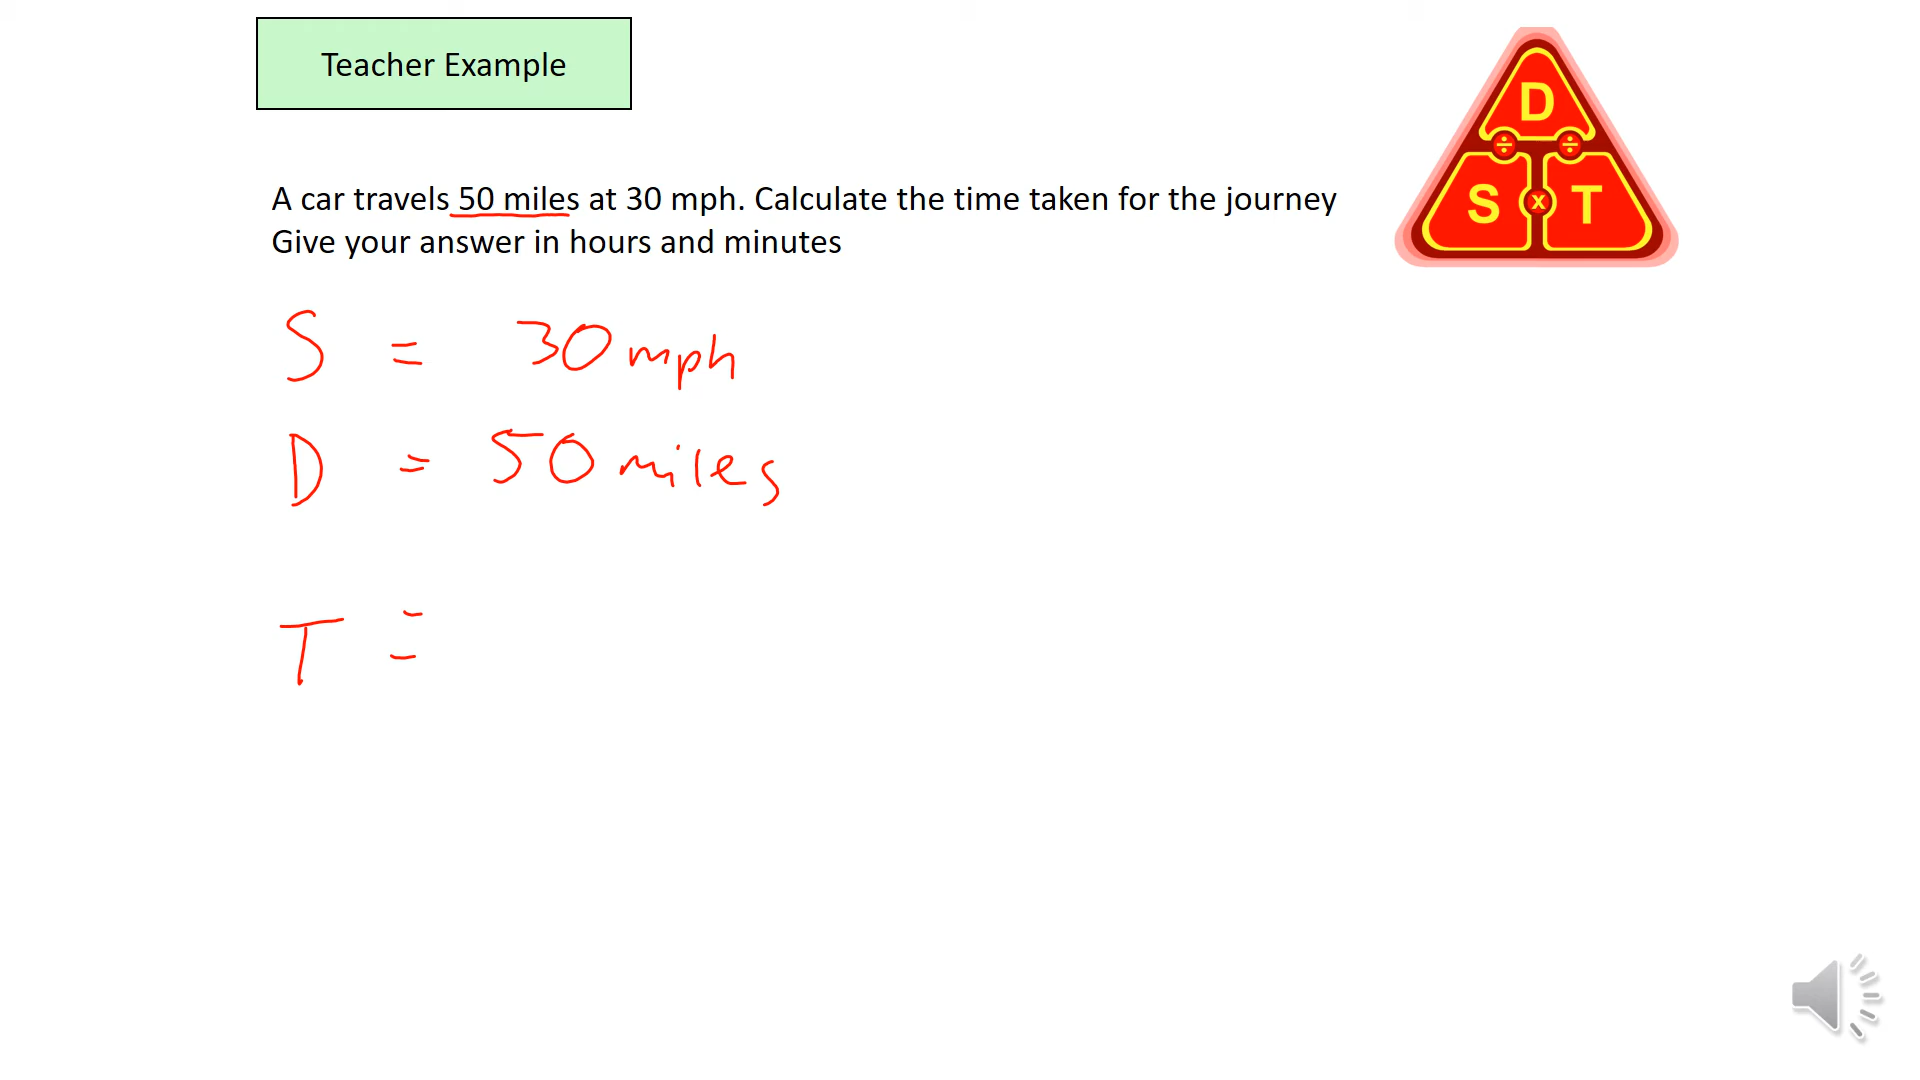 Teacher Example
D
÷ ÷
S x T
A car travels 50 miles at 30 mph. Calculate the time taken for the journey
Give your answer in hours and minutes
S = 30 mph
D = 50 miles
T =